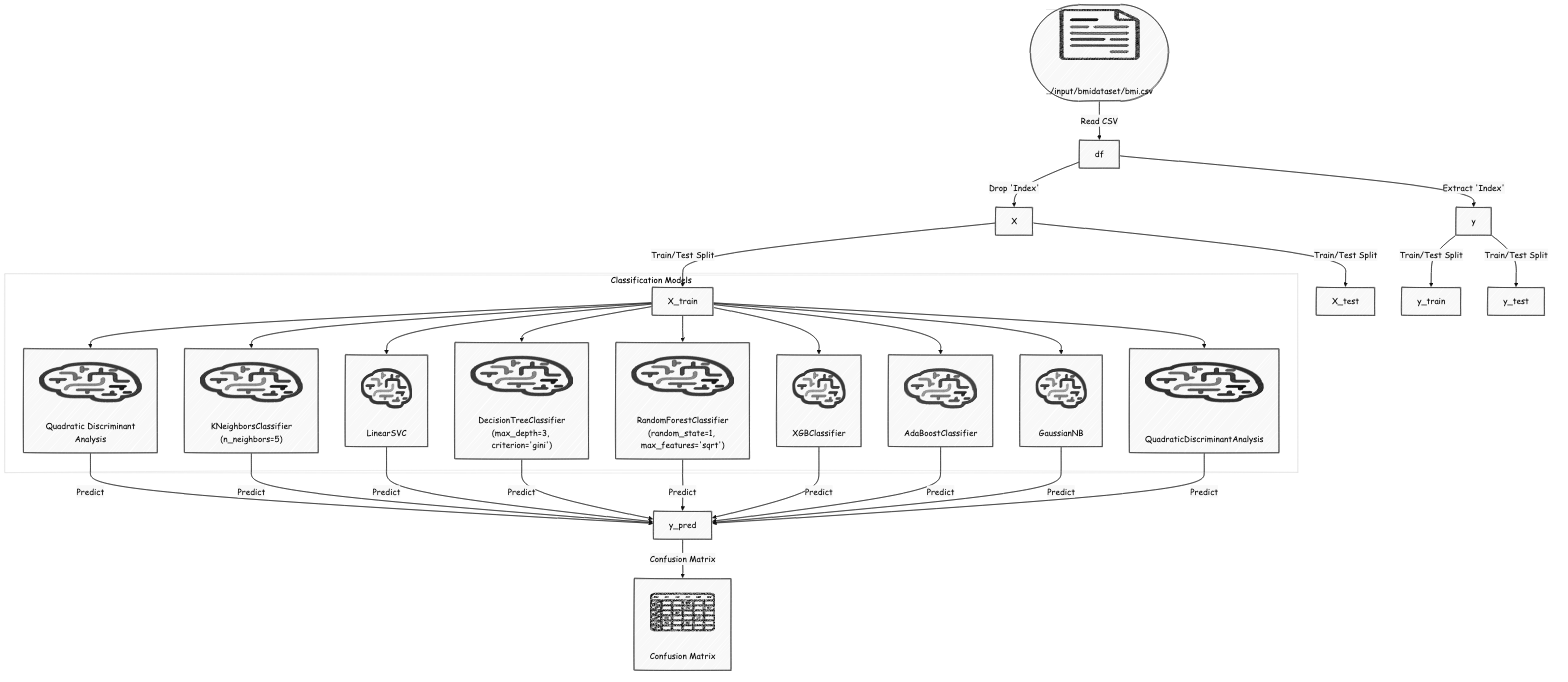 ../input/bmidataset/bmi.csv
Read CSV
df
Drop 'Index'
Extract 'Index'
X
y
Train/Test Split
Train/Test Split
Train/Test Split
Train/Test Split
Classification Models
X_train
X_test
y_train
y_test
Quadratic Discriminant
Analysis
KNeighborsClassifier
(n_neighbors=5)
LinearSVC
DecisionTreeClassifier
(max_depth=3,
criterion='gini')
RandomForestClassifier
(random_state=1,
max_features='sqrt')
XGBClassifier
AdaBoostClassifier
GaussianNB
QuadraticDiscriminantAnalysis
Predict
Predict
Predict
Predict
Predict
Predict
Predict
Predict
Predict
y_pred
Confusion Matrix
Confusion Matrix